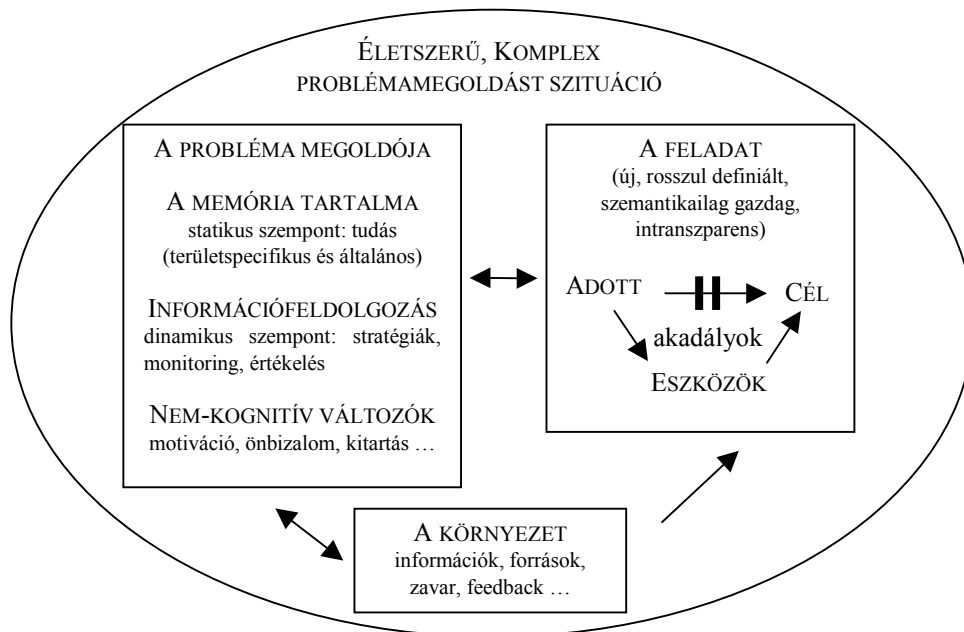 ÉLETSZERŰ, KOMPLEX
PROBLÉMAMEGOLDÁST SZITUÁCIÓ
A PROBLÉMA MEGOLDÓJA
A MEMÓRIA TARTALMA
statikus szempont: tudás
(területspecifikus és általános)
INFORMÁCIÓFELDOLGOZÁS
dinamikus szempont: stratégiák,
monitoring, értékelés
NEM-KOGNITÍV VÁLTOZÓK
motiváció, önbizalom, kitartás …
A FELADAT
(új, rosszul definiált,
szemantikailag gazdag,
intranszparens)
ADOTT
CÉL
akadályok
ESZKÖZÖK
A KÖRNYEZET
információk, források,
zavar, feedback …